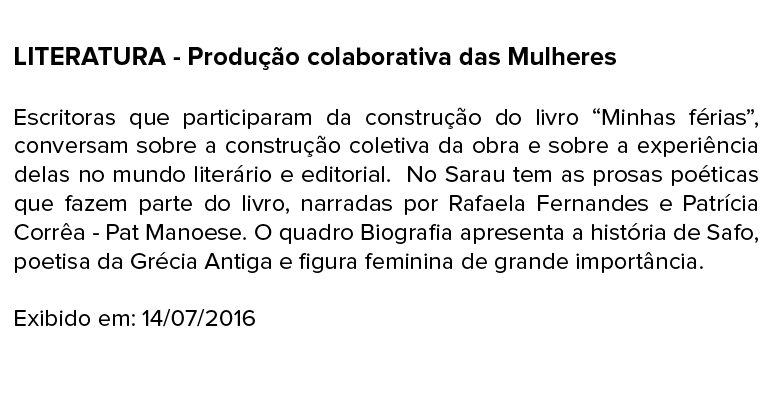 LITERATURA - Produção colaborativa das Mulheres
Escritoras que participaram da construção do livro “Minhas férias”,
conversam sobre a construção coletiva da obra e sobre a experiência
delas no mundo literário e editorial.  No Sarau tem as prosas poéticas
que fazem parte do livro, narradas por Rafaela Fernandes e Patrícia
Corrêa - Pat Manoese. O quadro Biografia apresenta a história de Safo,
poetisa da Grécia Antiga e figura feminina de grande importância.
Exibido em: 14/07/2016